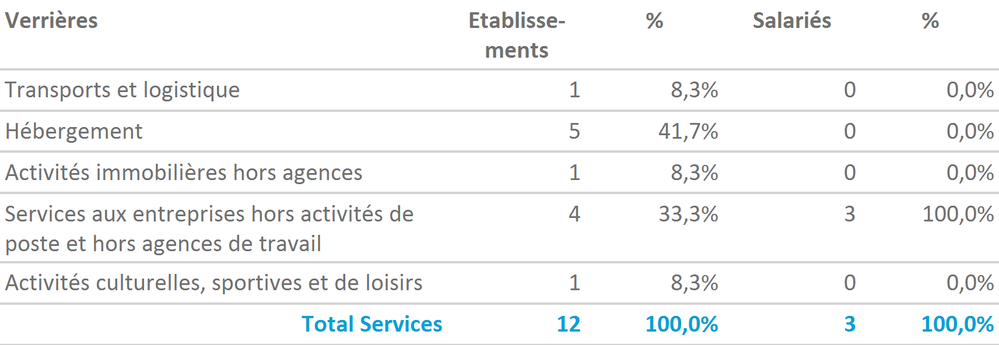 Verrières Etablisse- % Salariés %
ments
Transports et logistique 1 8,3% 0 0,0%
Hébergement 5 41,7% 0 0,0%
Activités immobilières hors agences 1 8,3% 0 0,0%
Services aux entreprises hors activités de 4 33,3% 3 100,0%
poste et hors agences de travail
Activités culturelles, sportives et de loisirs 1 8,3% 0 0,0%
Total Services 12 100,0% 3 100,0%